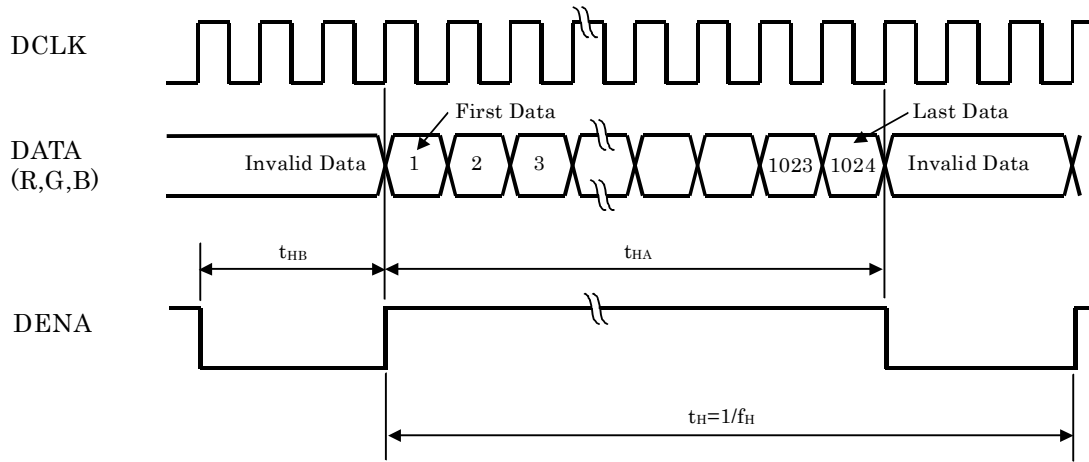 DCLK
First Data
Last Data
DATA
(R,G,B)
Invalid Data 1 2 3 1023 1024 Invalid Data
tHB tHA
DENA
tH=1/fH